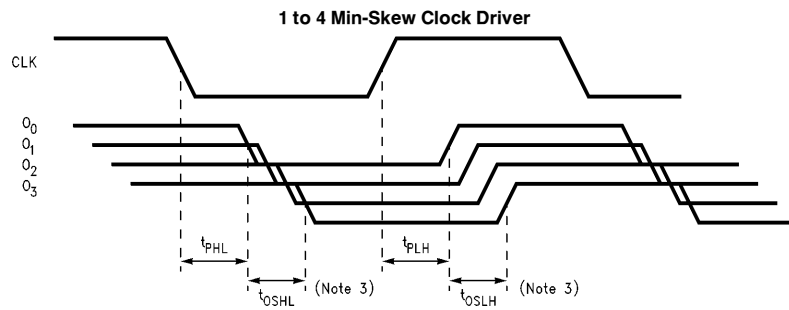 1 to 4 Min-Skew Clock Driver
CLK
O0
O1
O2
O3
tPHL
tPLH
tOSHL (Note 3)
tOSLH (Note 3)